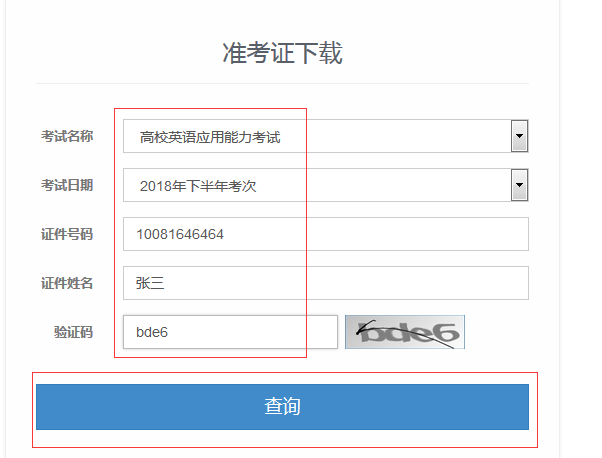 准考证下载
考试名称 高校英语应用能力考试
考试日期 2018年下半年考次
证件号码 10081646464
证件姓名 张三
验证码 bde6 bde6
查询